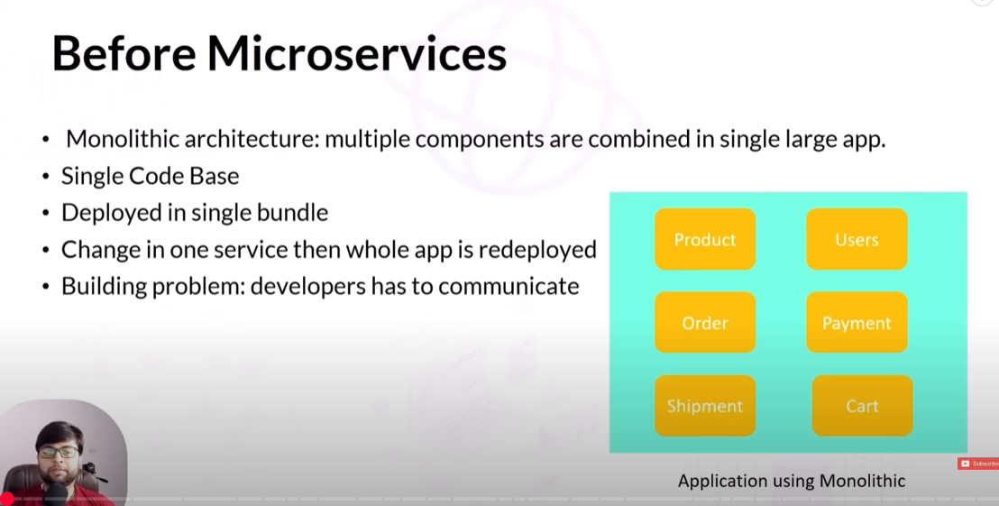 Before Microservices
• Monolithic architecture: multiple components are combined in single large app.
• Single Code Base
• Deployed in single bundle
• Change in one service then whole app is redeployed
• Building problem: developers has to communicate
Product
Users
Order
Payment
Shipment
Cart
Application using Monolithic
Subscribe